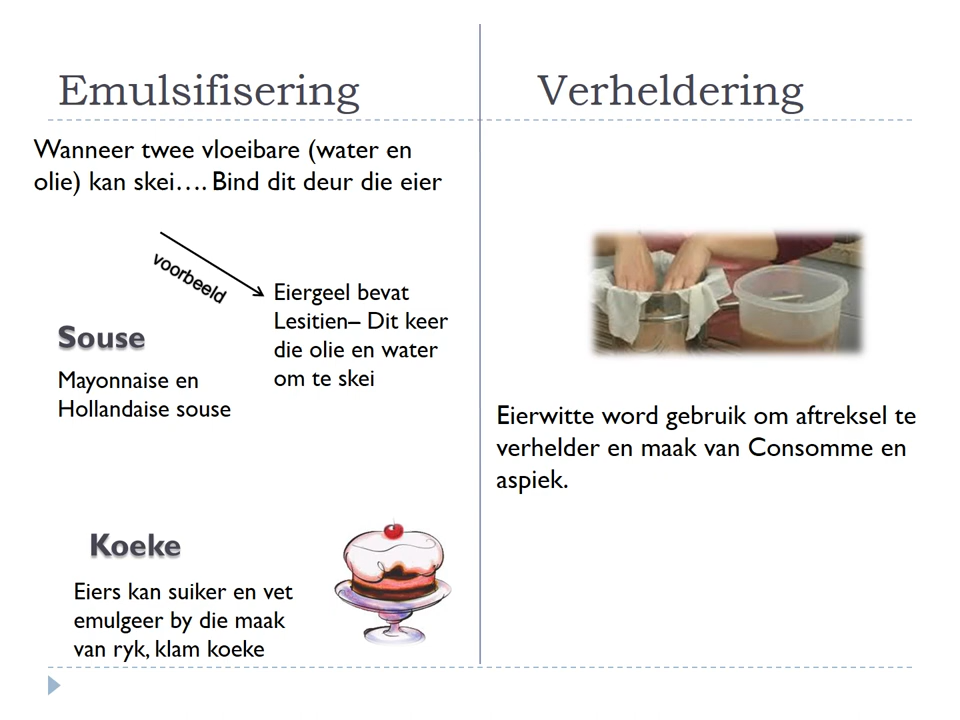 Emulsifisering
Wanneer twee vloeibare (water en
olie) kan skei…. Bind dit deur die eier
voorbeeld
Eiergeel bevat
Lesitien– Dit keer
die olie en water
om te skei
Souse
Mayonnaise en
Hollandaise souse
Koeke
Eiers kan suiker en vet
emulgeer by die maak
van ryk, klam koeke
Verheldering
Eierwitte word gebruik om aftreksel te
verhelder en maak van Consomme en
aspiek.